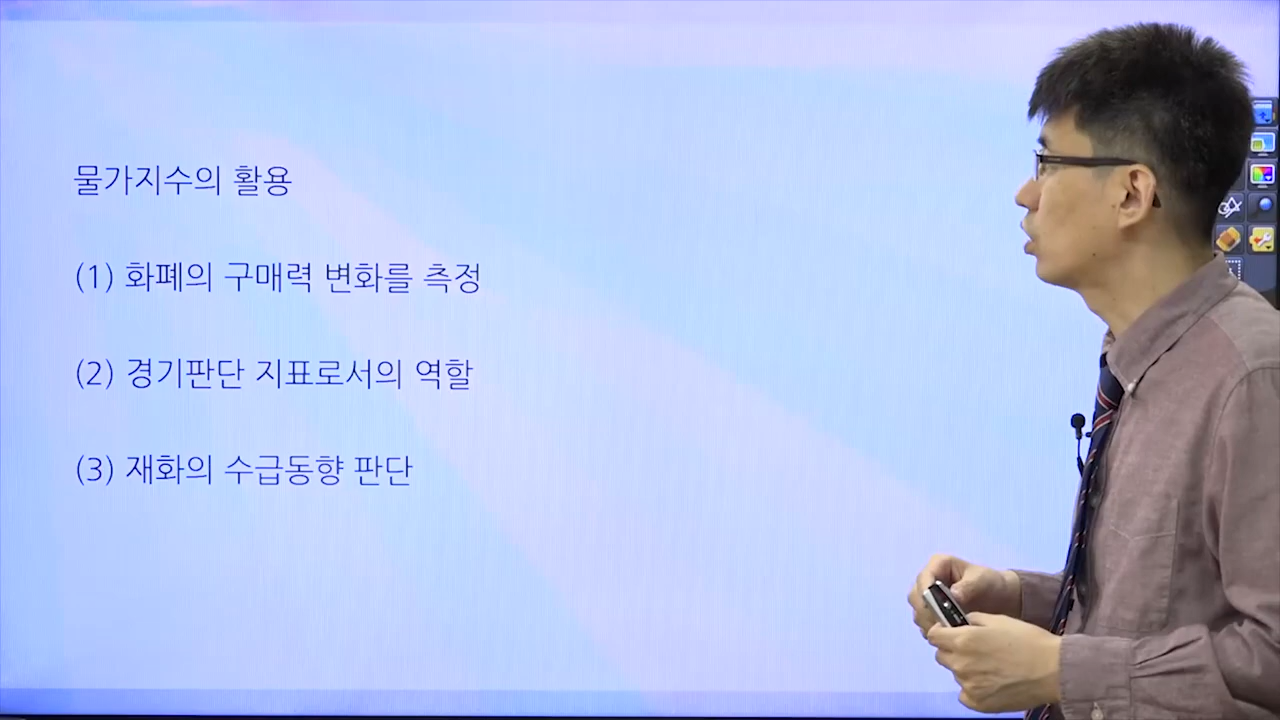 물가지수의 활용
(1) 화폐의 구매력 변화를 측정
(2) 경기판단 지표로서의 역할
(3) 재화의 수급동향 판단